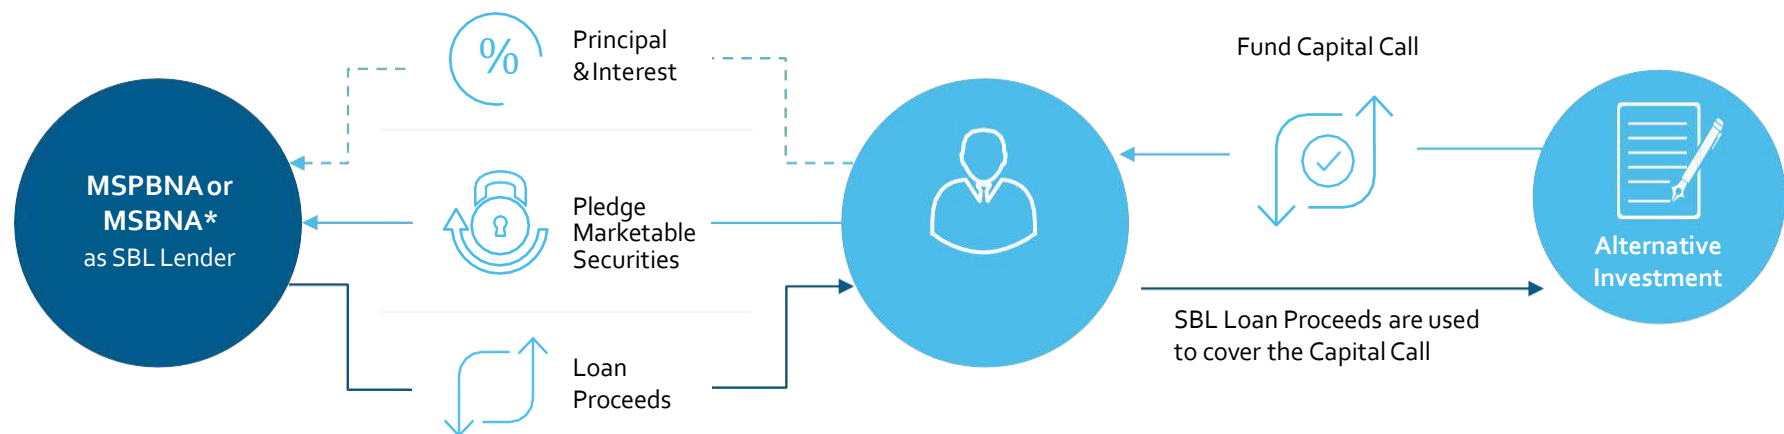 MSPBNA or
MSBNA*
as SBL Lender
%
Principal
& Interest
Pledge
Marketable
Securities
Loan
Proceeds
Fund Capital Call
SBL Loan Proceeds are used
to cover the Capital Call
Alternative
Investment